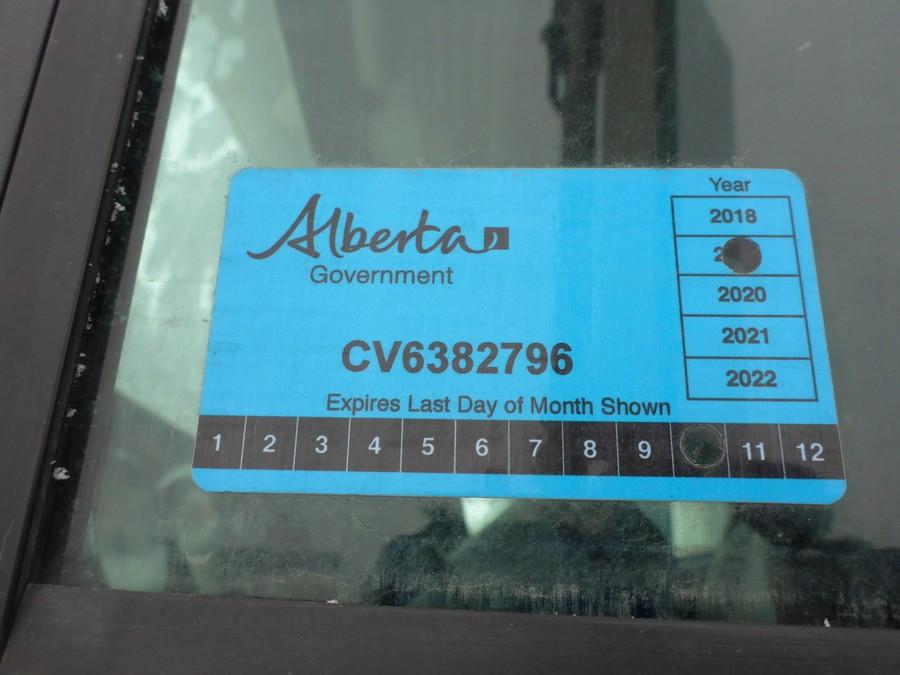 Alberta
Government
Year
2018
2020
2021
2022
CV6382796
Expires Last Day of Month Shown
1 2 3 4 5 6 7 8 9 11 12